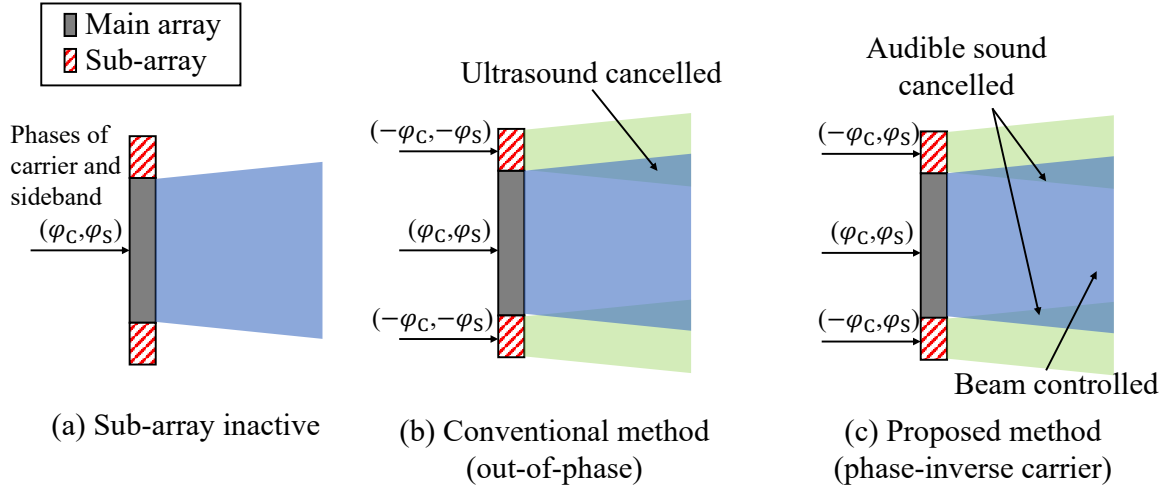 Main array
Sub-array
Phases of
carrier and
sideband
(φC,φS)
(a) Sub-array inactive
Ultrasound cancelled
(−φC,−φS)
(φC,φS)
(−φC,−φS)
(b) Conventional method
(out-of-phase)
Audible sound
cancelled
(−φC,φS)
(φC,φS)
(−φC,φS)
Beam controlled
(c) Proposed method
(phase-inverse carrier)